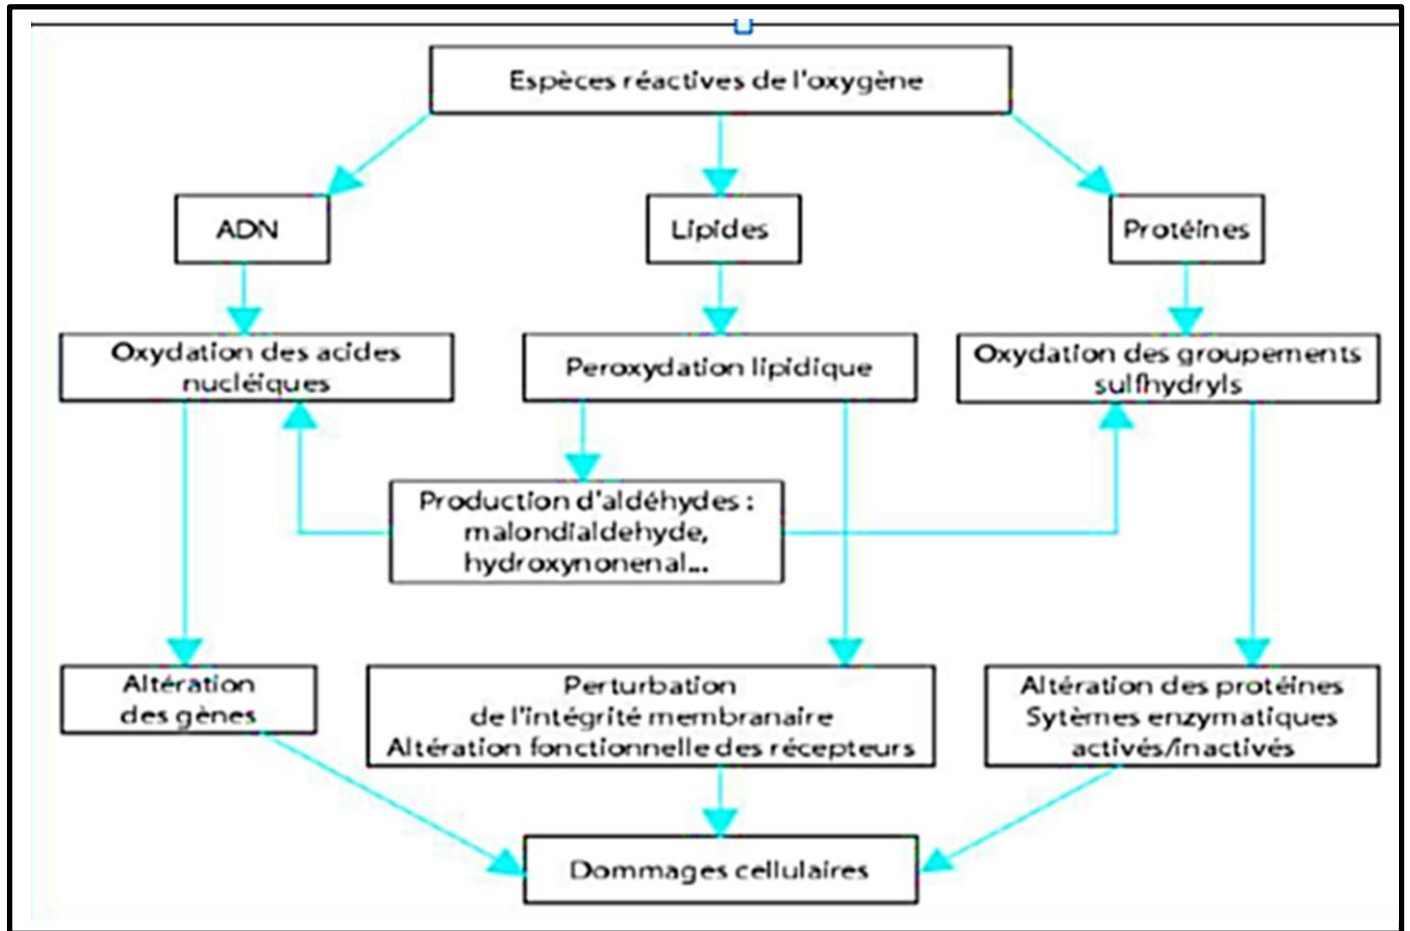 Espèces réactives de l'oxygène
ADN
Lipides
Protéines
Oxydation des acides
nucléiques
Peroxydation lipidique
Oxydation des groupements
sulfhydryls
Production d'aldéhydes :
malondialdehyde,
hydroxynonenal...
Altération
des gènes
Perturbation
de l'intégrité membranaire
Altération fonctionnelle des récepteurs
Altération des protéines
Sytèmes enzymatiques
activés/inactivés
Dommages cellulaires